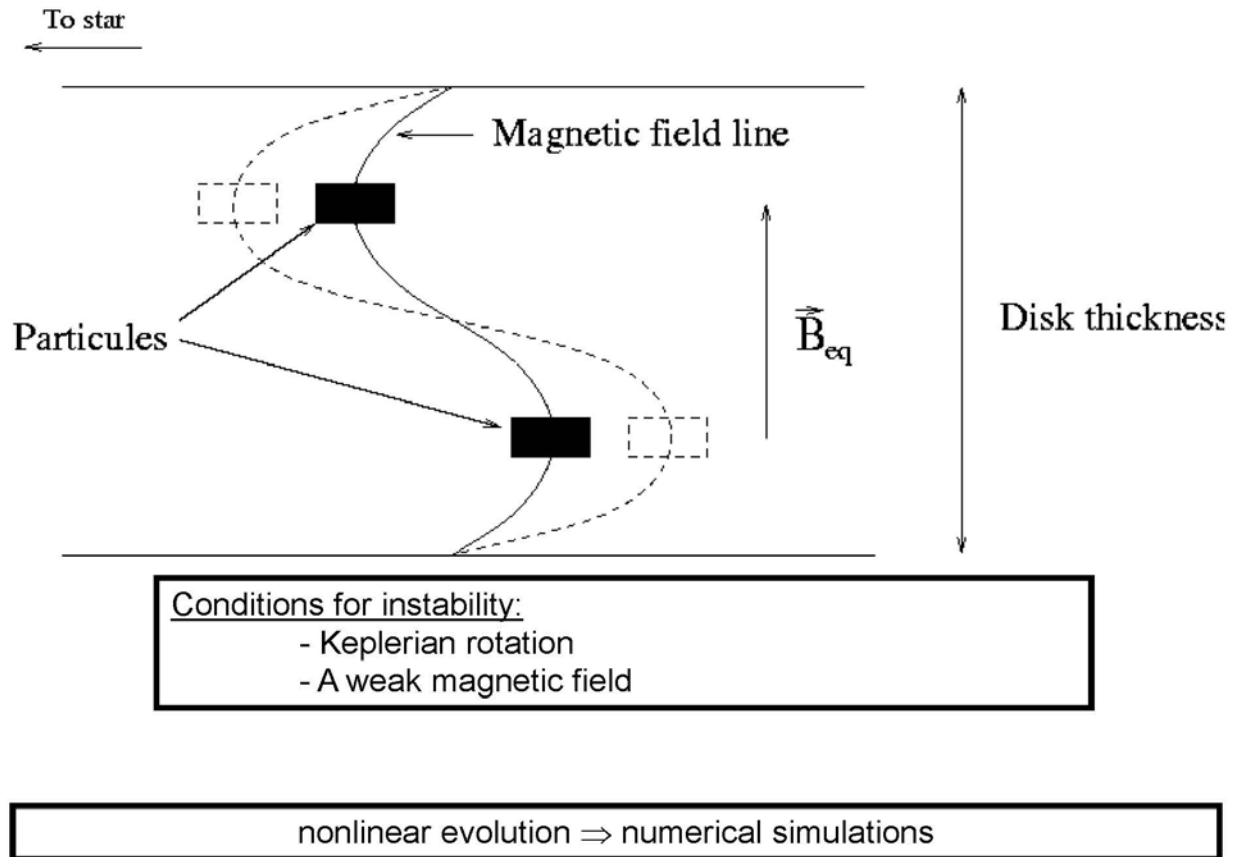 To star
Magnetic field line
Particules
B⃗eq
Disk thickness
Conditions for instability:
- Keplerian rotation
- A weak magnetic field
nonlinear evolution ⇒ numerical simulations